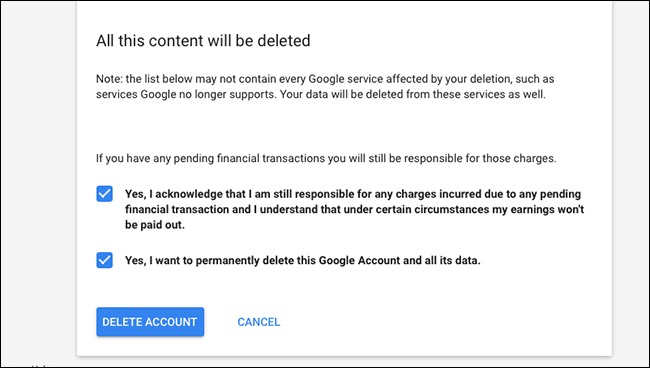 All this content will be deleted
Note: the list below may not contain every Google service affected by your deletion, such as
services Google no longer supports. Your data will be deleted from these services as well.
If you have any pending financial transactions you will still be responsible for those charges.
Yes, I acknowledge that I am still responsible for any charges incurred due to any pending
financial transaction and I understand that under certain circumstances my earnings won't
be paid out.
Yes, I want to permanently delete this Google Account and all its data.
DELETE ACCOUNT CANCEL